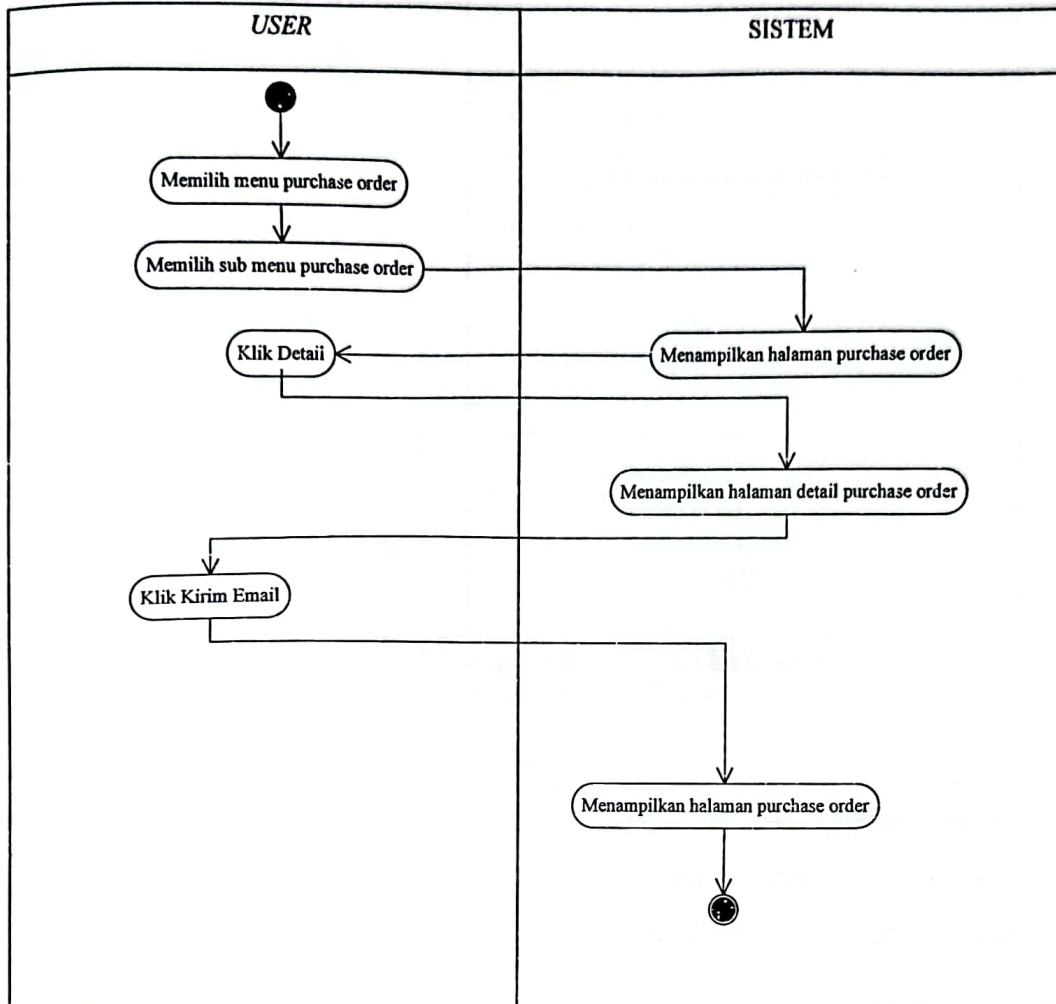 USER
SISTEM
Memilih menu purchase order
Memilih sub menu purchase order
Klik Detail
Menampilkan halaman purchase order
Menampilkan halaman detail purchase order
Klik Kirim Email
Menampilkan halaman purchase order